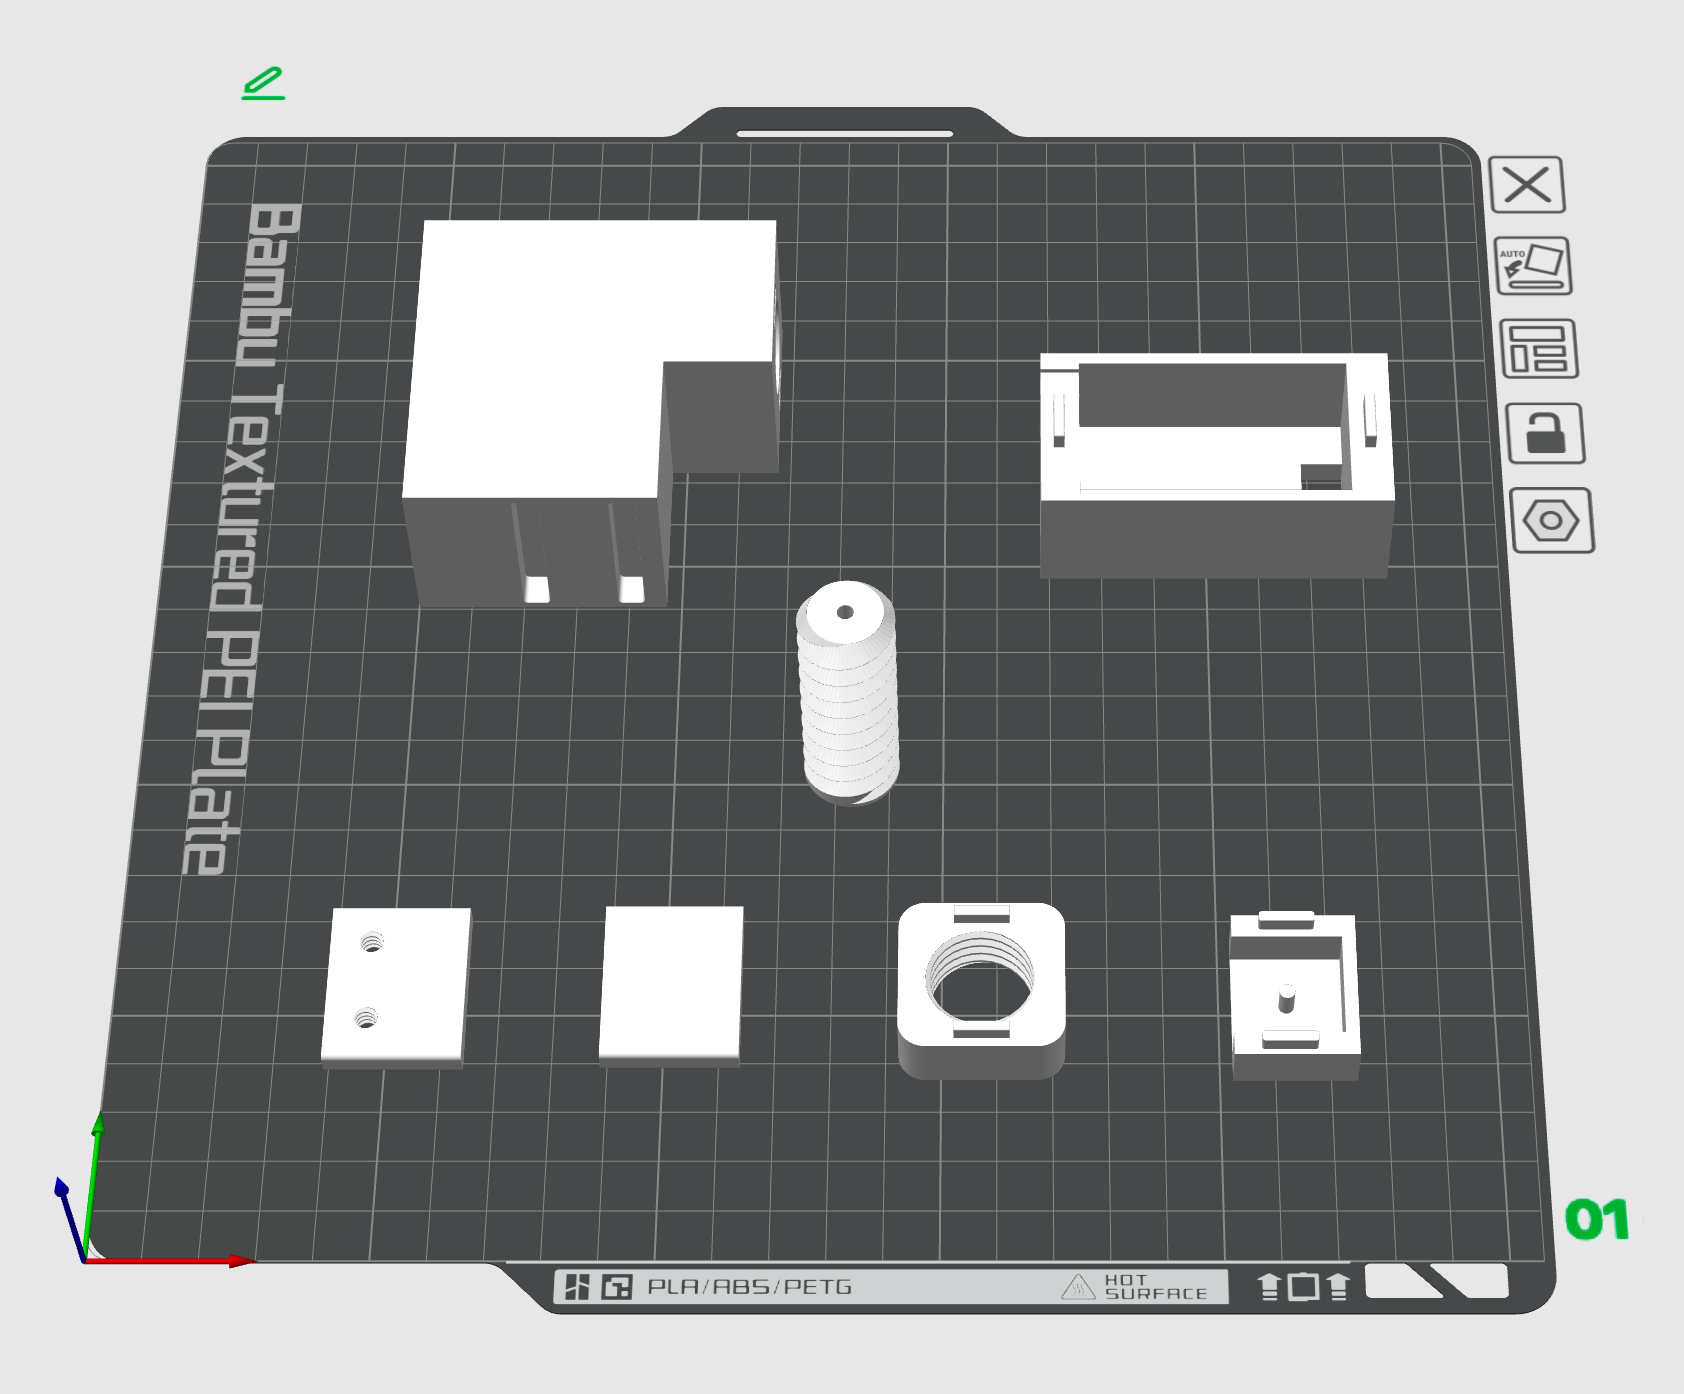 Bambu Textured PEI Plate
AUTO
01
PLA/ABS/PETG
HOT
SURFACE